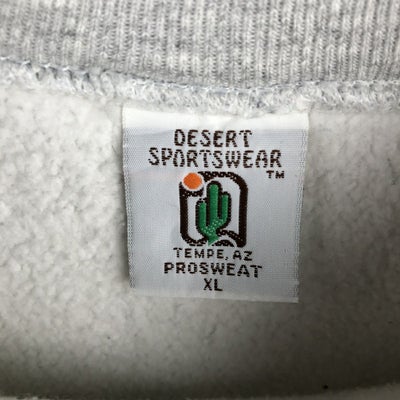 DESERT
SPORTSWEAR
TM
TEMPE, AZ
PROSWEAT
XL